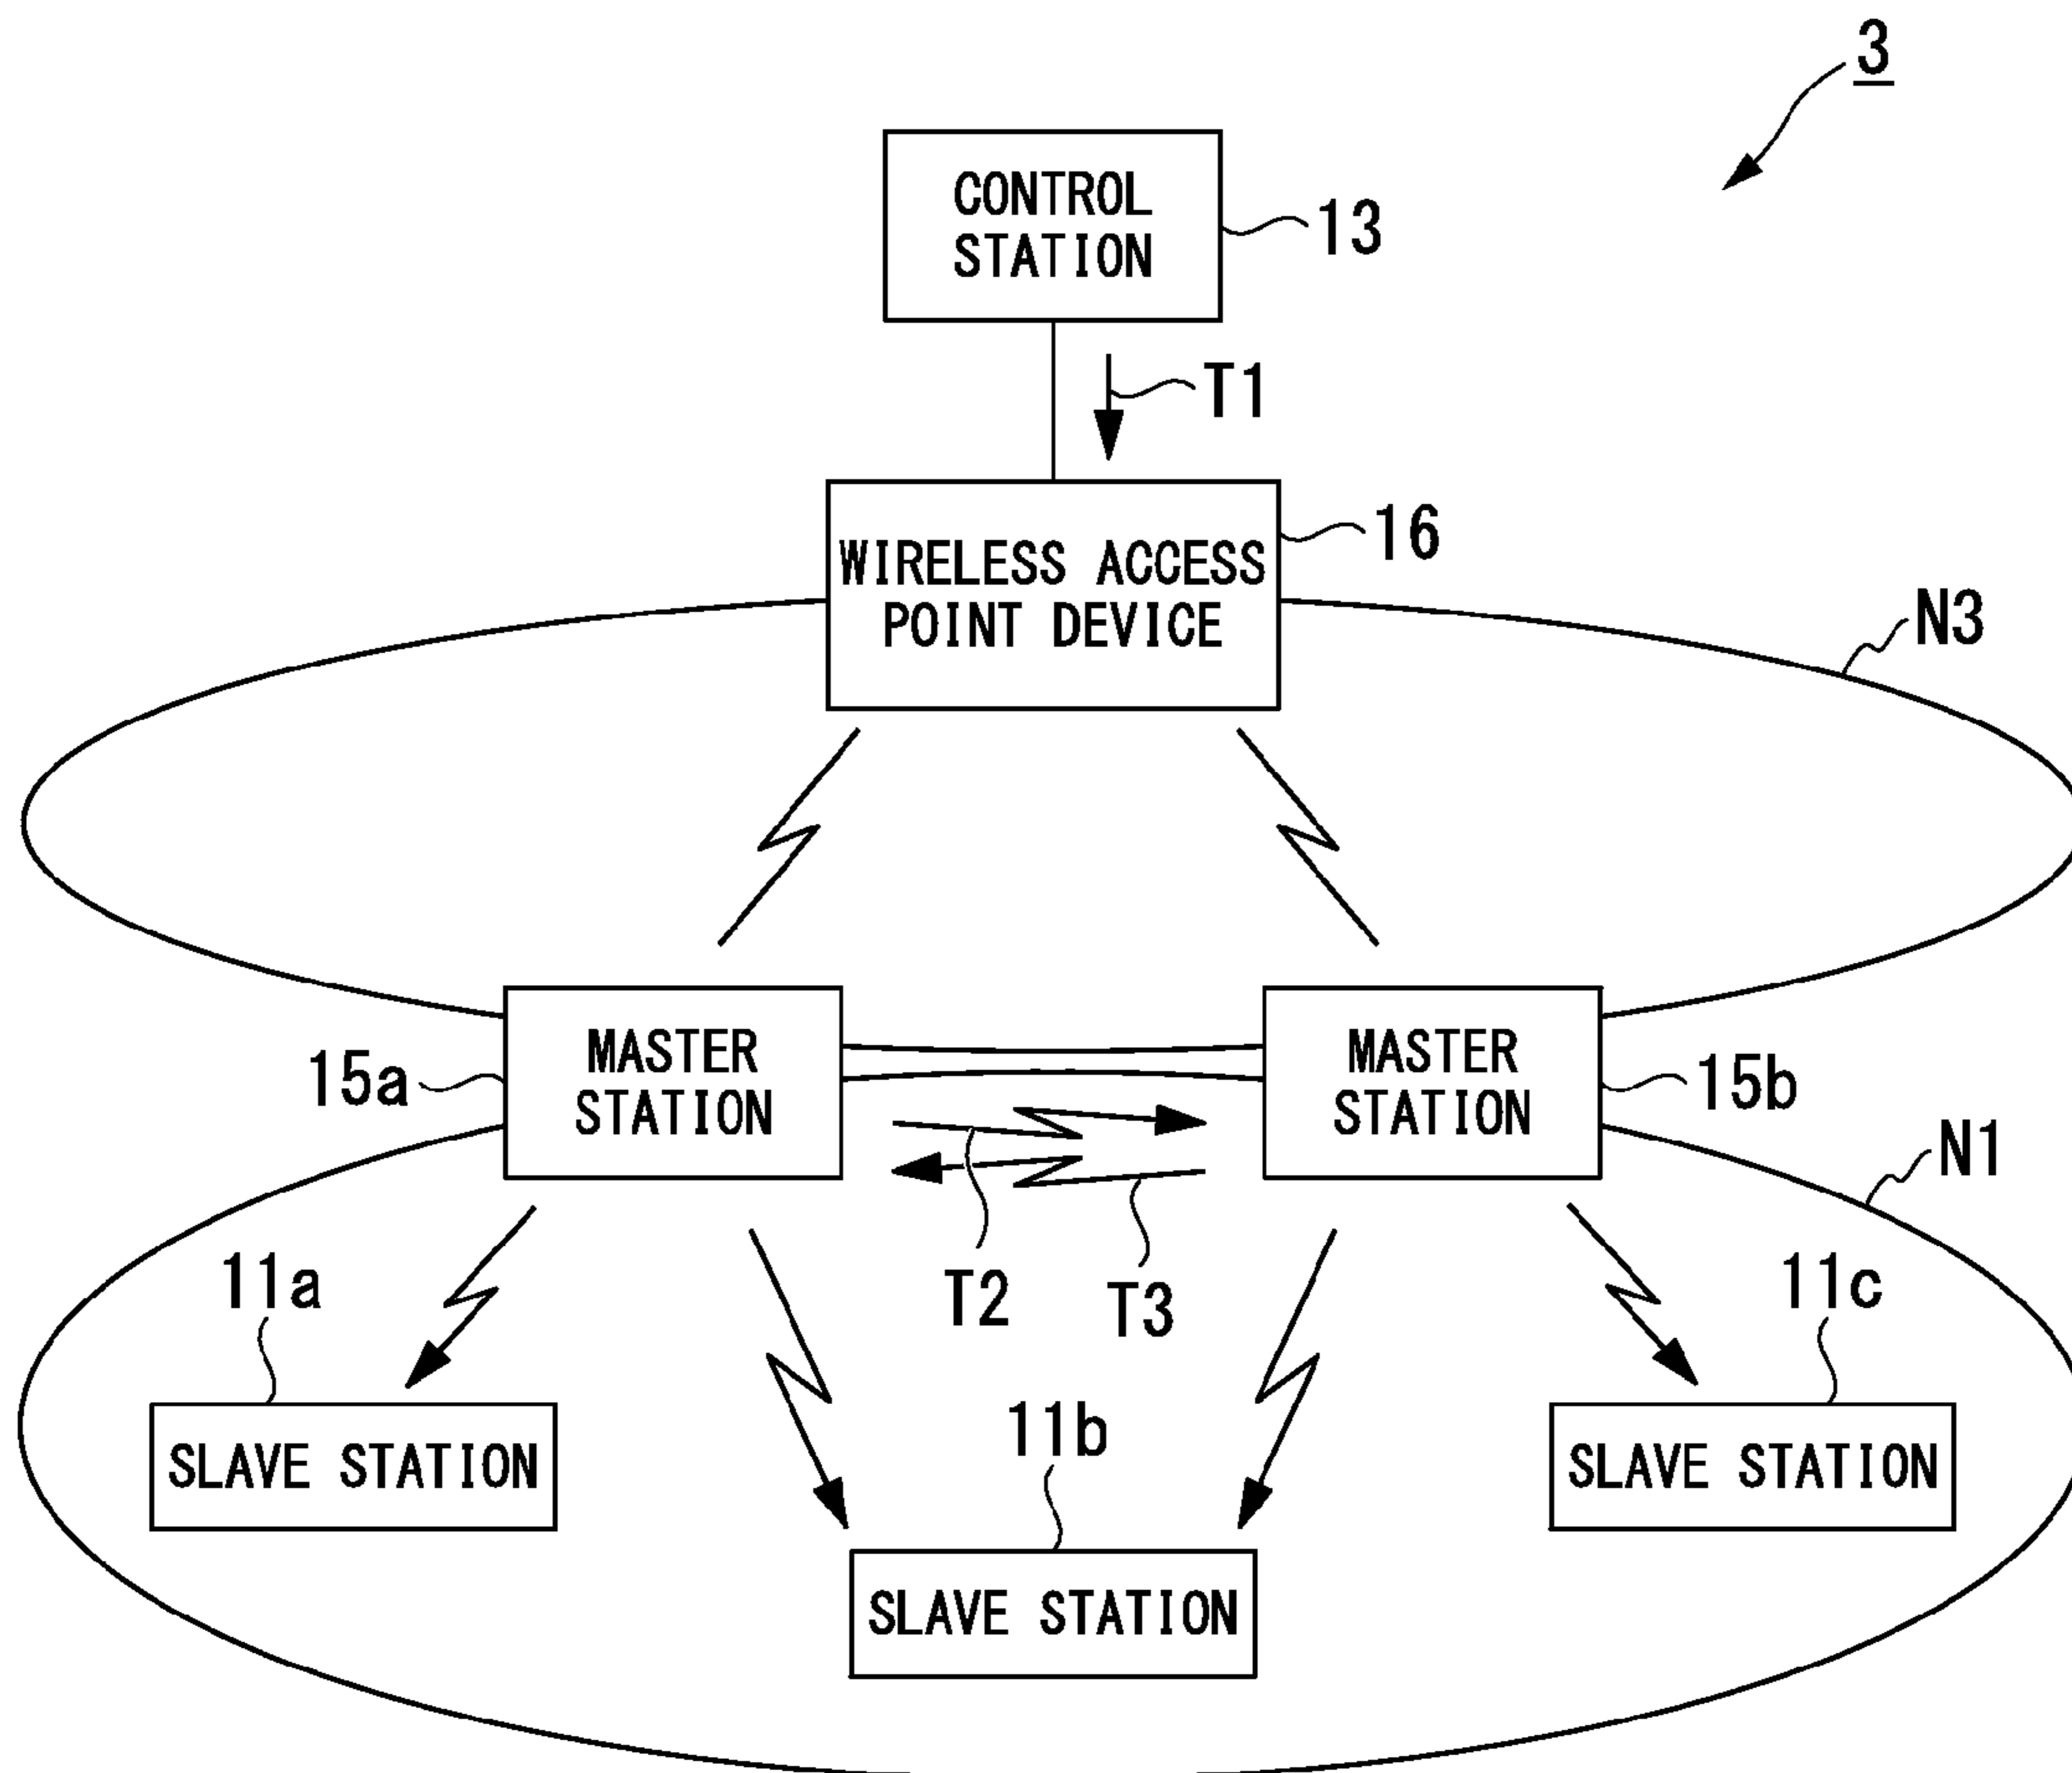 3
CONTROL
STATION
13
T1
WIRELESS ACCESS
POINT DEVICE
16
N3
MASTER
STATION
15a
MASTER
STATION
15b
N1
T2
T3
11a
11c
SLAVE STATION
11b
SLAVE STATION
SLAVE STATION